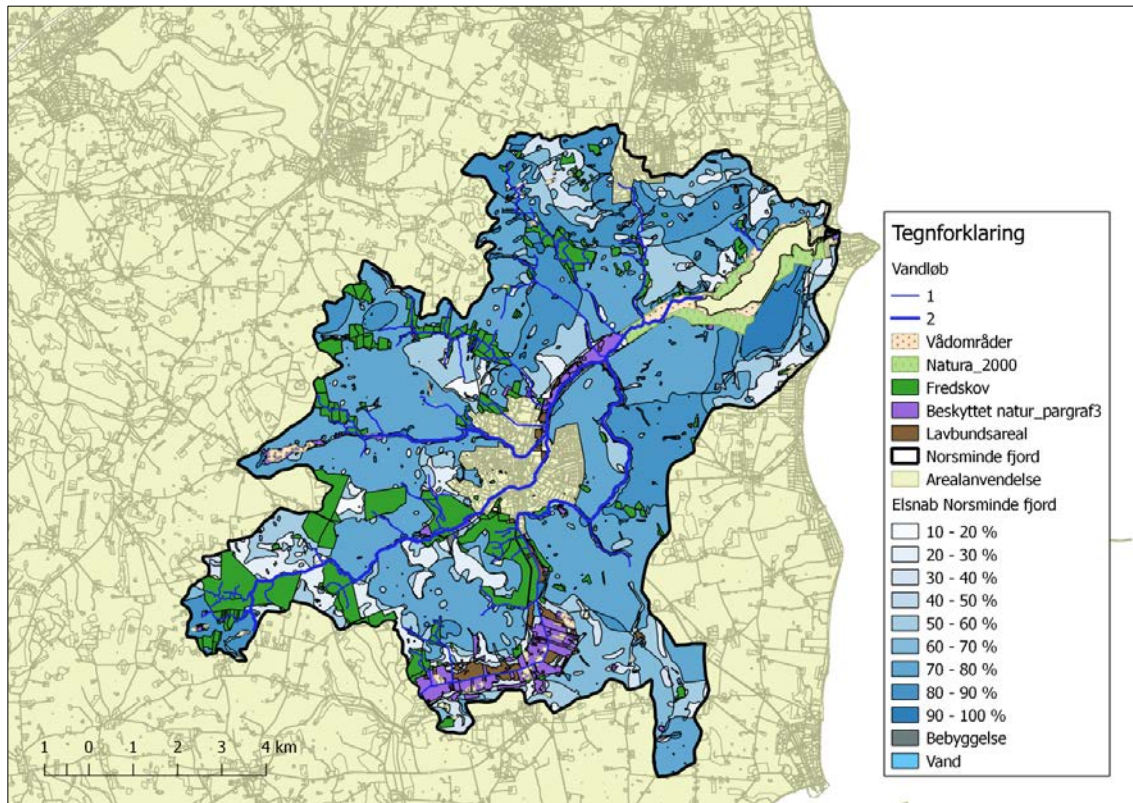 Tegnforklaring
Vandløb
1
2
Vådområder
Natura_2000
Fredskov
Beskyttet natur_pargraf3
Lavbundsareal
Norsminde fjord
Arealanvendelse
Elsnab Norsminde fjord
10 - 20 %
20 - 30 %
30 - 40 %
40 - 50 %
50 - 60 %
60 - 70 %
70 - 80 %
80 - 90 %
90 - 100 %
Bebyggelse
Vand
1 0 1 2 3 4 km